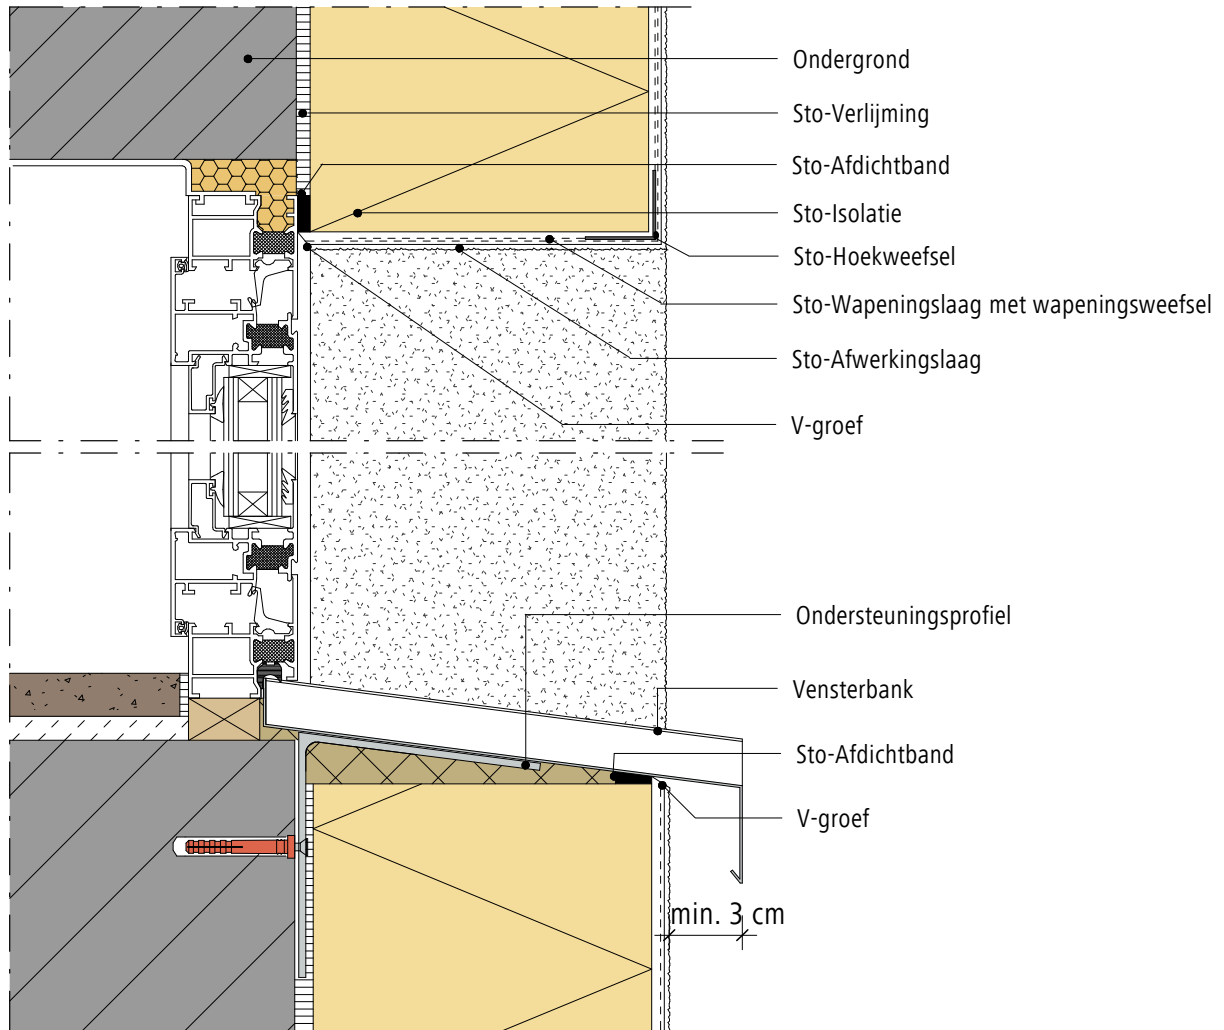 Ondergrond
Sto-Verlijming
Sto-Afdichtband
Sto-Isolatie
Sto-Hoekweefsel
Sto-Wapeningslaag met wapeningsweefsel
Sto-Afwerkingslaag
V-groef
Ondersteuningsprofiel
Vensterbank
Sto-Afdichtband
V-groef
min. 3 cm